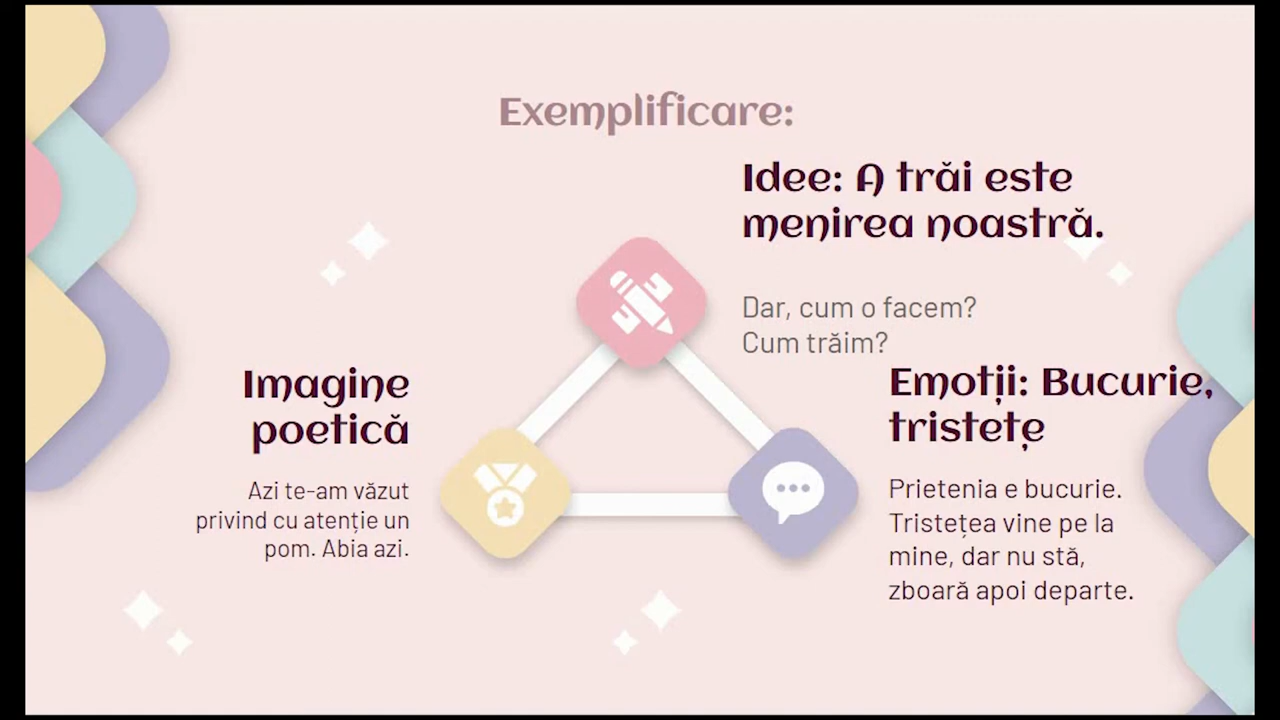 Exemplificare:
Idee: A trăi este
menirea noastră.
Dar, cum o facem?
Cum trăim?
Imagine
poetică
Azi te-am văzut
privind cu atenție un
pom. Abia azi.
Emoții: Bucurie,
tristețe
Prietenia e bucurie.
Tristețea vine pe la
mine, dar nu stă,
zboară apoi departe.